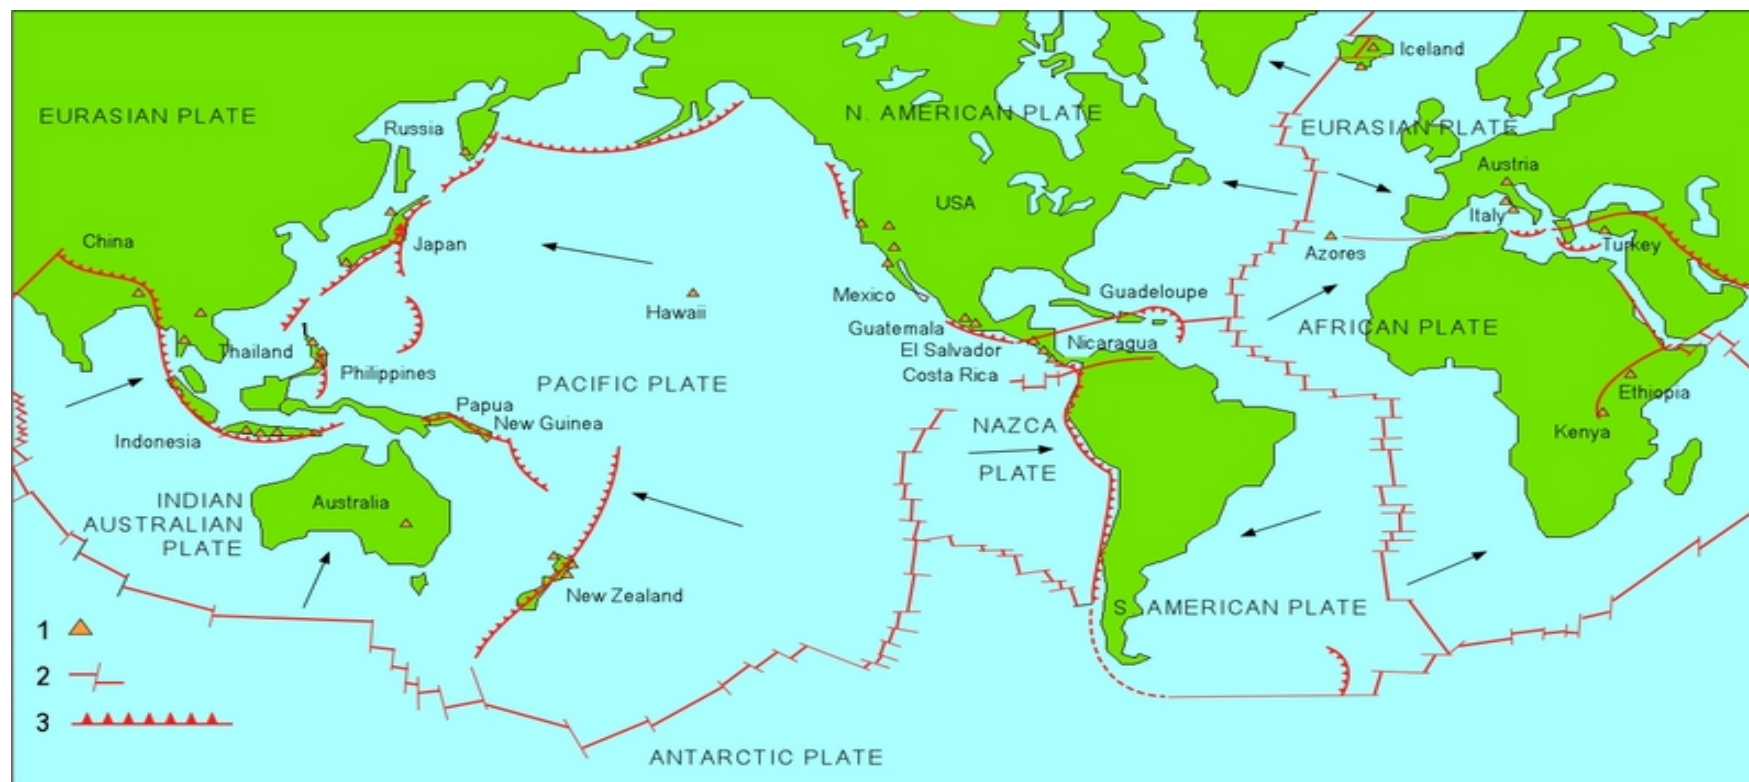 Iceland
EURASIAN PLATE
N. AMERICAN PLATE
Russia
EURASIAN PLATE
Austria
USA
Italy
China
Japan
Azores
Turkey
Mexico
Guadeloupe
Hawaii
Guatemala
AFRICAN PLATE
Thailand
El Salvador
Nicaragua
Philippines
Costa Rica
PACIFIC PLATE
Ethiopia
Papua
New Guinea
NAZCA
PLATE
Kenya
Indonesia
INDIAN
AUSTRALIAN
PLATE
Australia
New Zealand
S. AMERICAN PLATE
1
2
3
ANTARCTIC PLATE